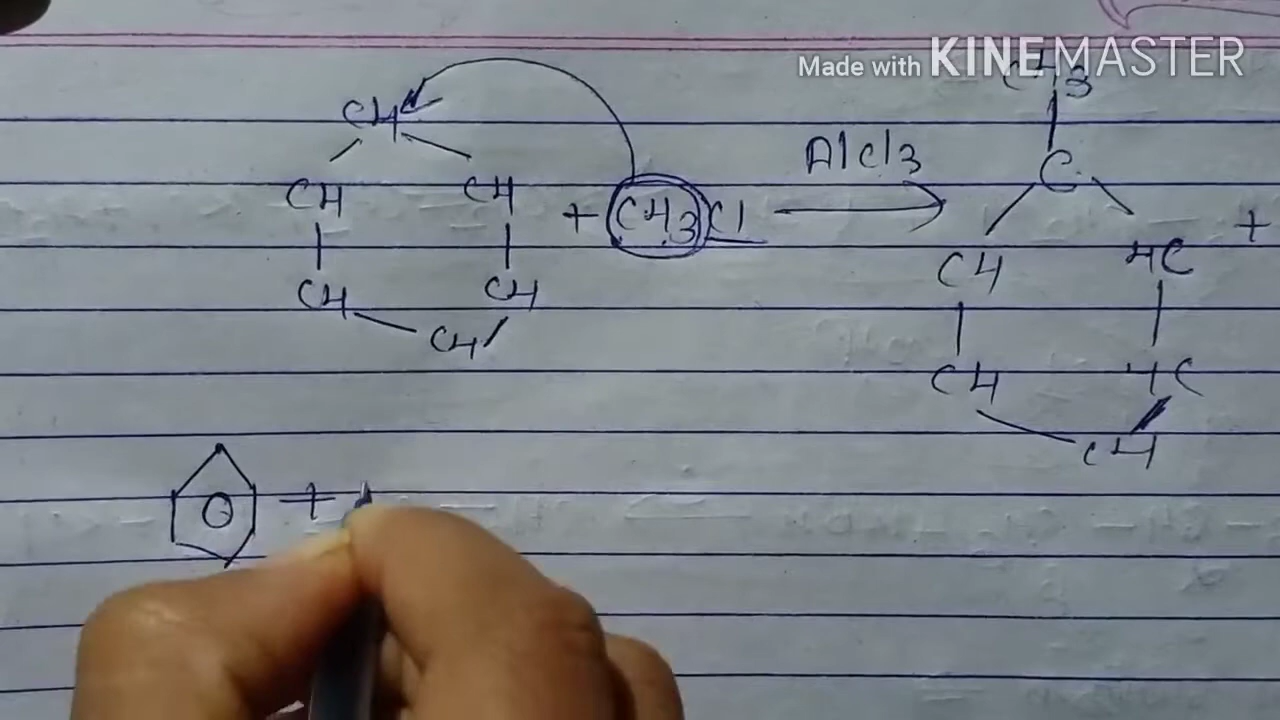 Made with KINEMASTER
CH3
CH
AlCl3
C
CH CH + CH3Cl
CH HC +
CH CH
CH
CH HC
CH
+